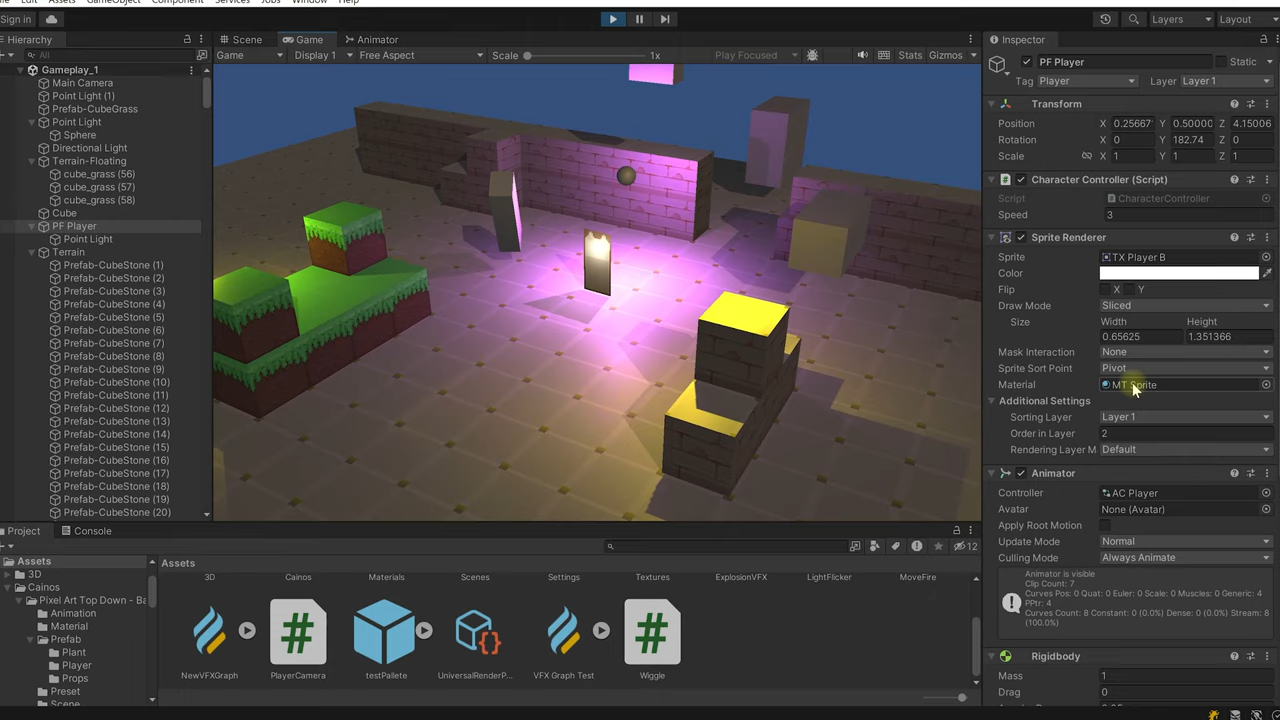 Edit Assets GameObject Component Services Jobs Window Help
Sign in Layers Layout
Hierarchy Scene Game Animator Inspector
All Game Display 1 Free Aspect Scale 1x Play Focused Stats Gizmos
Gameplay_1
Main Camera
Point Light (1)
Prefab-CubeGrass
Point Light
Sphere
Directional Light
Terrain-Floating
cube_grass (56)
cube_grass (57)
cube_grass (58)
Cube
PF Player
Point Light
Terrain
Prefab-CubeStone (1)
Prefab-CubeStone (2)
Prefab-CubeStone (3)
Prefab-CubeStone (4)
Prefab-CubeStone (5)
Prefab-CubeStone (6)
Prefab-CubeStone (7)
Prefab-CubeStone (8)
Prefab-CubeStone (9)
Prefab-CubeStone (10)
Prefab-CubeStone (11)
Prefab-CubeStone (12)
Prefab-CubeStone (13)
Prefab-CubeStone (14)
Prefab-CubeStone (15)
Prefab-CubeStone (16)
Prefab-CubeStone (17)
Prefab-CubeStone (18)
Prefab-CubeStone (19)
Prefab-CubeStone (20)
PF Player Static
Tag Player Layer Layer 1
Transform
Position X 0.25667 Y 0.50000 Z 4.15006
Rotation X 0 Y 182.74 Z 0
Scale X 1 Y 1 Z 1
Character Controller (Script)
Script CharacterController
Speed 3
Sprite Renderer
Sprite TX Player B
Color
Flip X Y
Draw Mode Sliced
Size Width Height
0.65625 1.351366
Mask Interaction None
Sprite Sort Point Pivot
Material MT Sprite
Additional Settings
Sorting Layer Layer 1
Order in Layer 2
Rendering Layer M Default
Animator
Controller AC Player
Avatar None (Avatar)
Apply Root Motion
Update Mode Normal
Culling Mode Always Animate
Animator is visible
Clip Count: 7
Curves Pos: 0 Quat: 0 Euler: 0 Scale: 0 Muscles: 0 Generic: 4
PPtr: 4
Curves Count: 8 Constant: 0 (0.0%) Dense: 0 (0.0%) Stream: 8
(100.0%)
Rigidbody
Mass 1
Drag 0
Project Console
12
Assets
3D
Cainos
Pixel Art Top Down - Ba
Animation
Material
Prefab
Plant
Player
Props
Preset
Scene
Assets
3D Cainos Materials Scenes Settings Textures ExplosionVFX LightFlicker MoveFire
NewVFXGraph PlayerCamera testPallete UniversalRenderP... VFX Graph Test Wiggle